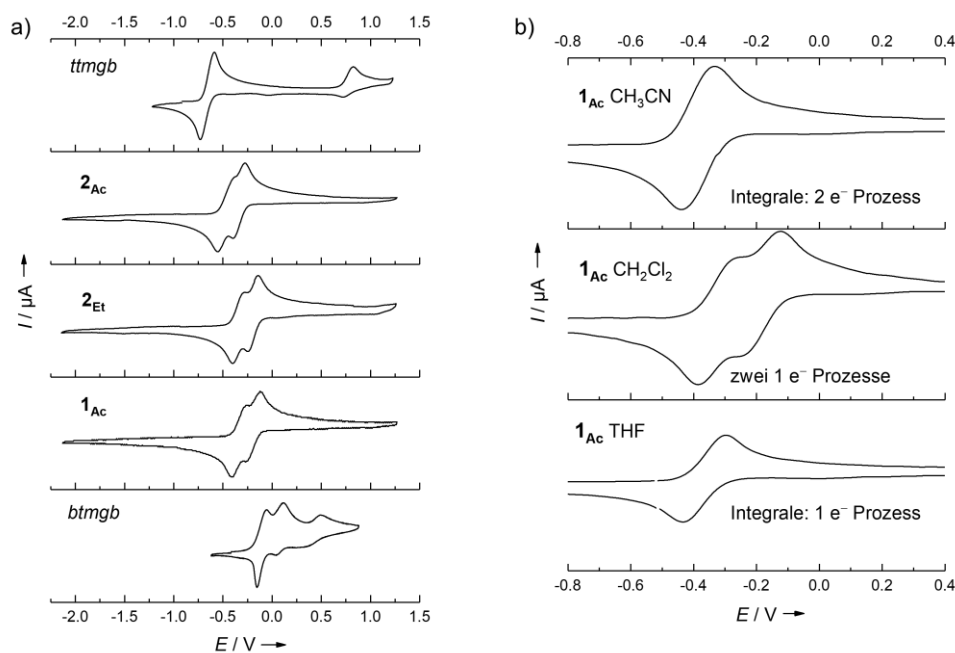 a)
-2.0 -1.5 -1.0 -0.5 0.0 0.5 1.0 1.5
ttmgb
2Ac
2Et
1Ac
btmgb
I / µA
-2.0 -1.5 -1.0 -0.5 0.0 0.5 1.0 1.5
E / V
b)
-0.8 -0.6 -0.4 -0.2 0.0 0.2 0.4
1Ac CH3CN
Integrale: 2 e⁻ Prozess
1Ac CH2Cl2
zwei 1 e⁻ Prozesse
1Ac THF
Integrale: 1 e⁻ Prozess
I / µA
-0.8 -0.6 -0.4 -0.2 0.0 0.2 0.4
E / V